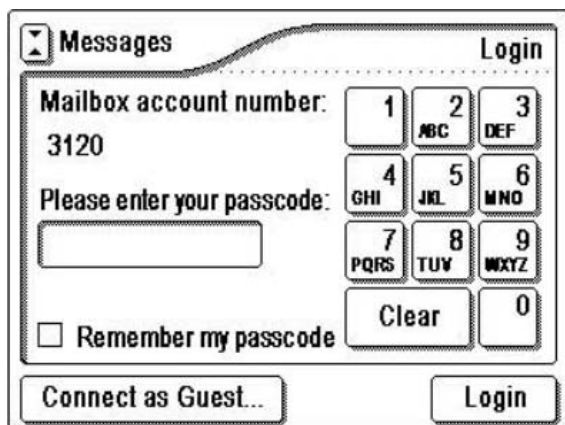 Messages
Login
Mailbox account number:
3120
Please enter your passcode:
Remember my passcode
1
2
ABC
3
DEF
4
GHI
5
JKL
6
MNO
7
PQRS
8
TUV
9
WXYZ
Clear
0
Connect as Guest...
Login